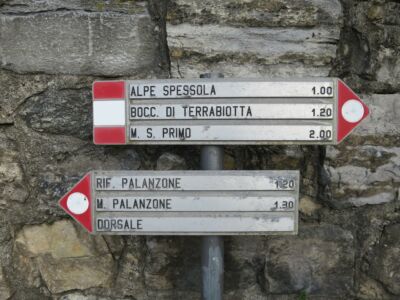 ALPE SPESSOLA 1.00
BOCC. DI TERRABIOTTA 1.20
M. S. PRIMO 2.00
RIF. PALANZONE 1.20
M. PALANZONE 1.30
DORSALE